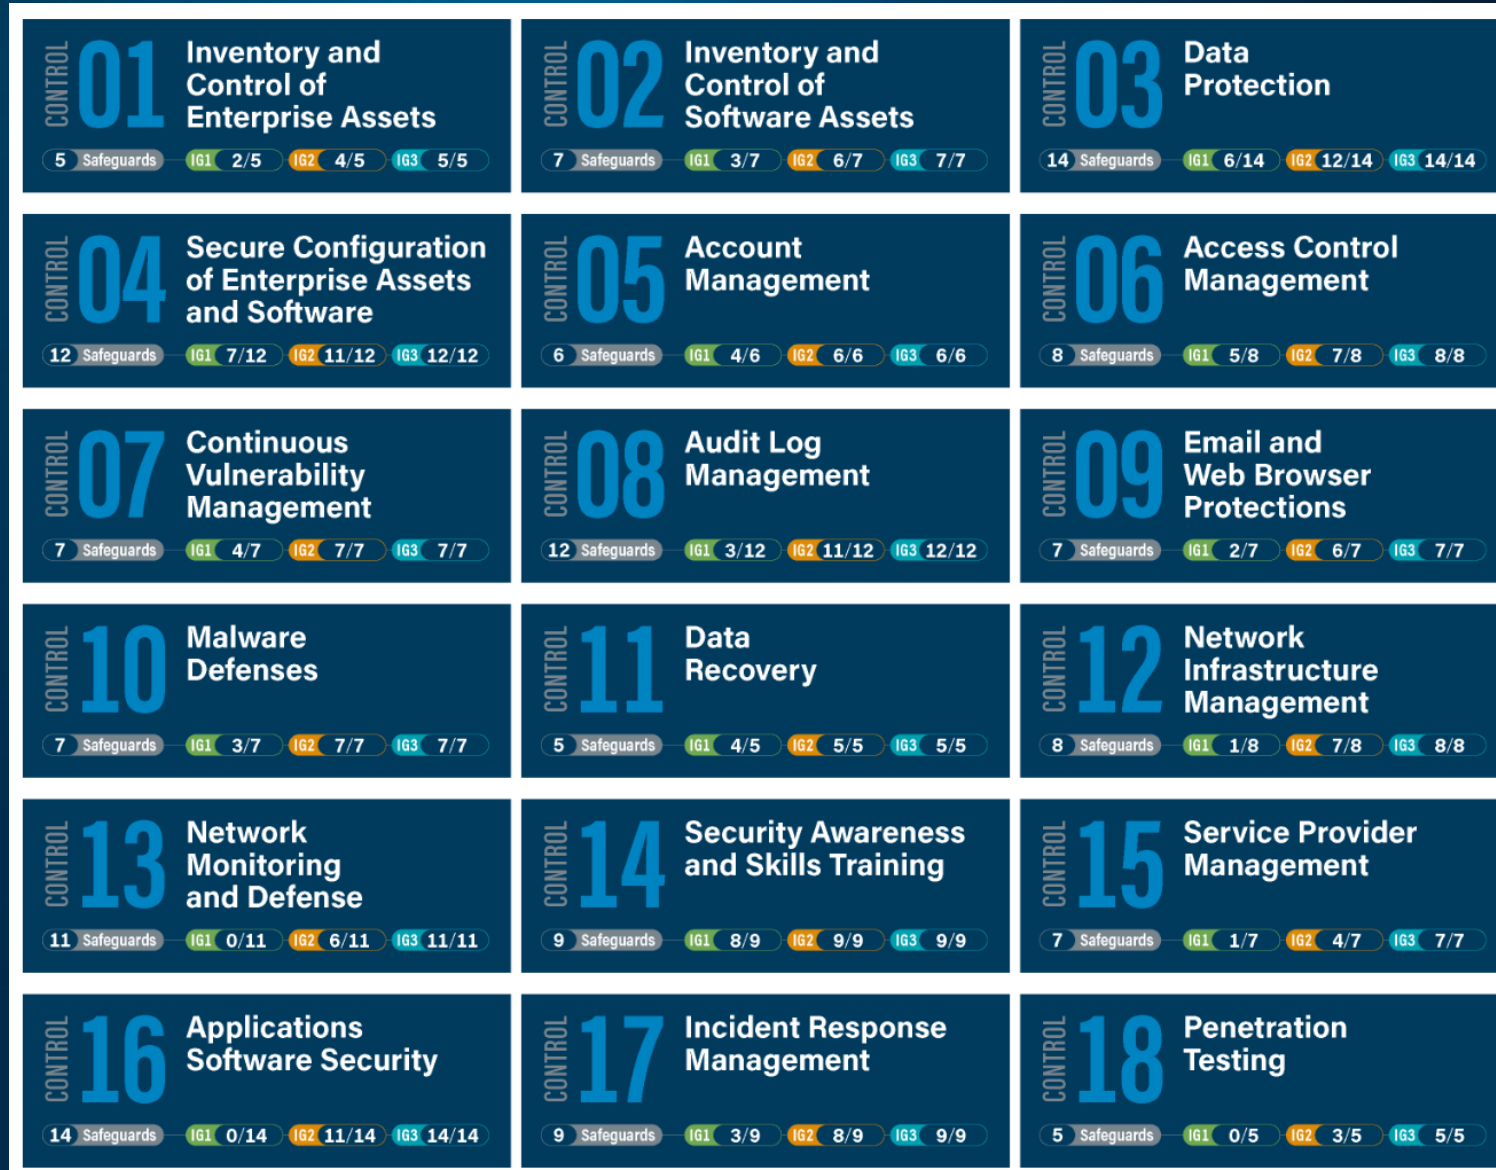 CONTROL 01
Inventory and
Control of
Enterprise Assets
5 Safeguards IG1 2/5 IG2 4/5 IG3 5/5
CONTROL 02
Inventory and
Control of
Software Assets
7 Safeguards IG1 3/7 IG2 6/7 IG3 7/7
CONTROL 03
Data
Protection
14 Safeguards IG1 6/14 IG2 12/14 IG3 14/14
CONTROL 04
Secure Configuration
of Enterprise Assets
and Software
12 Safeguards IG1 7/12 IG2 11/12 IG3 12/12
CONTROL 05
Account
Management
6 Safeguards IG1 4/6 IG2 6/6 IG3 6/6
CONTROL 06
Access Control
Management
8 Safeguards IG1 5/8 IG2 7/8 IG3 8/8
CONTROL 07
Continuous
Vulnerability
Management
7 Safeguards IG1 4/7 IG2 7/7 IG3 7/7
CONTROL 08
Audit Log
Management
12 Safeguards IG1 3/12 IG2 11/12 IG3 12/12
CONTROL 09
Email and
Web Browser
Protections
7 Safeguards IG1 2/7 IG2 6/7 IG3 7/7
CONTROL 10
Malware
Defenses
7 Safeguards IG1 3/7 IG2 7/7 IG3 7/7
CONTROL 11
Data
Recovery
5 Safeguards IG1 4/5 IG2 5/5 IG3 5/5
CONTROL 12
Network
Infrastructure
Management
8 Safeguards IG1 1/8 IG2 7/8 IG3 8/8
CONTROL 13
Network
Monitoring
and Defense
11 Safeguards IG1 0/11 IG2 6/11 IG3 11/11
CONTROL 14
Security Awareness
and Skills Training
9 Safeguards IG1 8/9 IG2 9/9 IG3 9/9
CONTROL 15
Service Provider
Management
7 Safeguards IG1 1/7 IG2 4/7 IG3 7/7
CONTROL 16
Applications
Software Security
14 Safeguards IG1 0/14 IG2 11/14 IG3 14/14
CONTROL 17
Incident Response
Management
9 Safeguards IG1 3/9 IG2 8/9 IG3 9/9
CONTROL 18
Penetration
Testing
5 Safeguards IG1 0/5 IG2 3/5 IG3 5/5